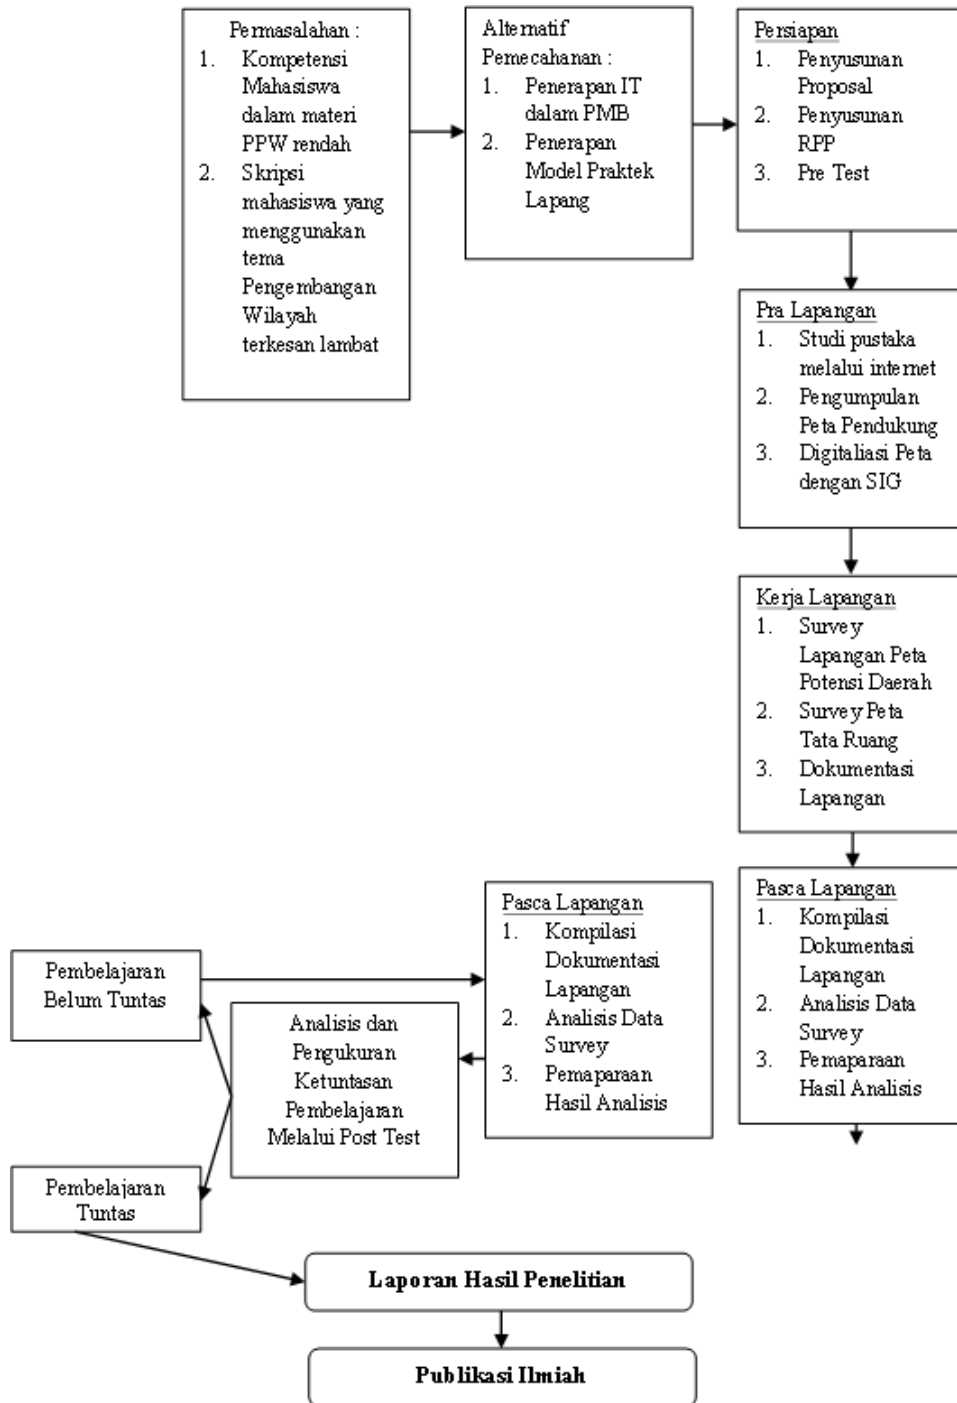 Permasalahan :
1. Kompetensi
Mahasiswa
dalam materi
PPW rendah
2. Skripsi
mahasiswa yang
menggunakan
tema
Pengembangan
Wilayah
terkesan lambat
Alternatif
Pemecahanan :
1. Penerapan IT
dalam PMB
2. Penerapan
Model Praktek
Lapang
Persiapan
1. Penyusunan
Proposal
2. Penyusunan
RPP
3. Pre Test
Pra Lapangan
1. Studi pustaka
melalui internet
2. Pengumpulan
Peta Pendukung
3. Digitaliasi Peta
dengan SIG
Kerja Lapangan
1. Survey
Lapangan Peta
Potensi Daerah
2. Survey Peta
Tata Ruang
3. Dokumentasi
Lapangan
Pasca Lapangan
1. Kompilasi
Dokumentasi
Lapangan
2. Analisis Data
Survey
3. Pemaparaan
Hasil Analisis
Pasca Lapangan
1. Kompilasi
Dokumentasi
Lapangan
2. Analisis Data
Survey
3. Pemaparaan
Hasil Analisis
Analisis dan
Pengukuran
Ketuntasan
Pembelajaran
Melalui Post Test
Pembelajaran
Belum Tuntas
Pembelajaran
Tuntas
Laporan Hasil Penelitian
Publikasi Ilmiah